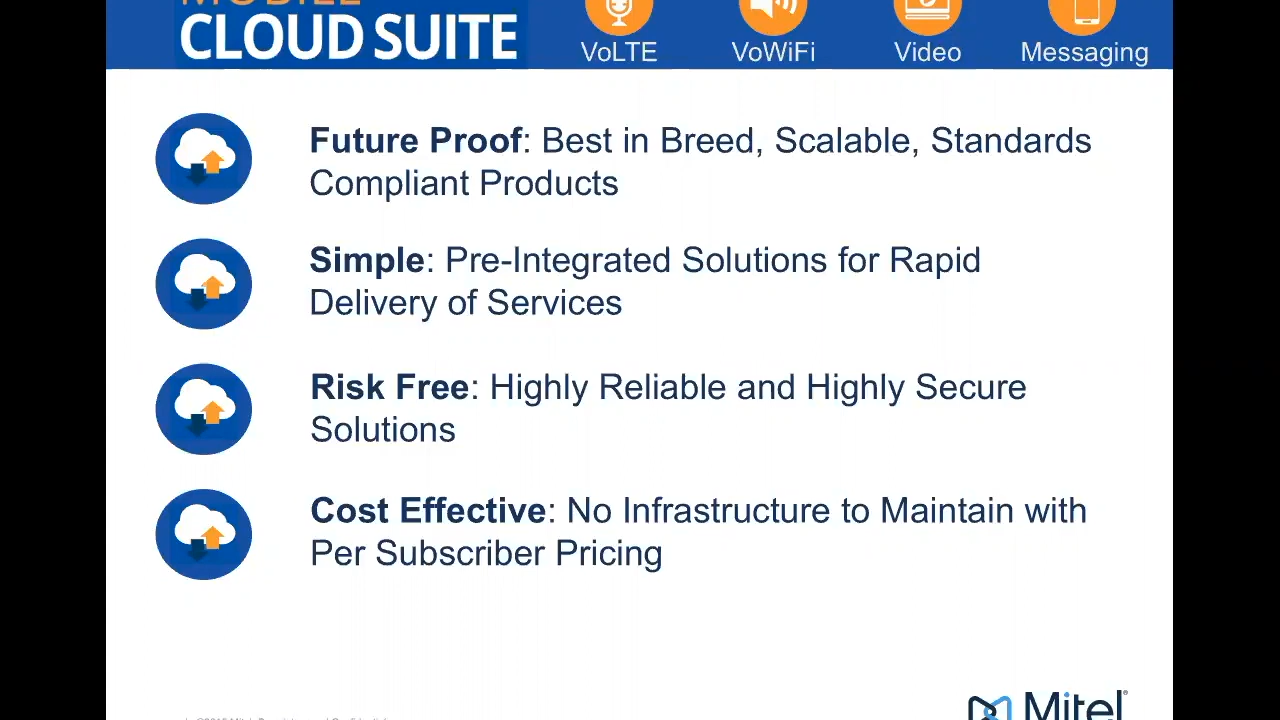 MOBILE
CLOUD SUITE
VoLTE
VoWiFi
Video
Messaging
Future Proof: Best in Breed, Scalable, Standards
Compliant Products
Simple: Pre-Integrated Solutions for Rapid
Delivery of Services
Risk Free: Highly Reliable and Highly Secure
Solutions
Cost Effective: No Infrastructure to Maintain with
Per Subscriber Pricing
Mitel